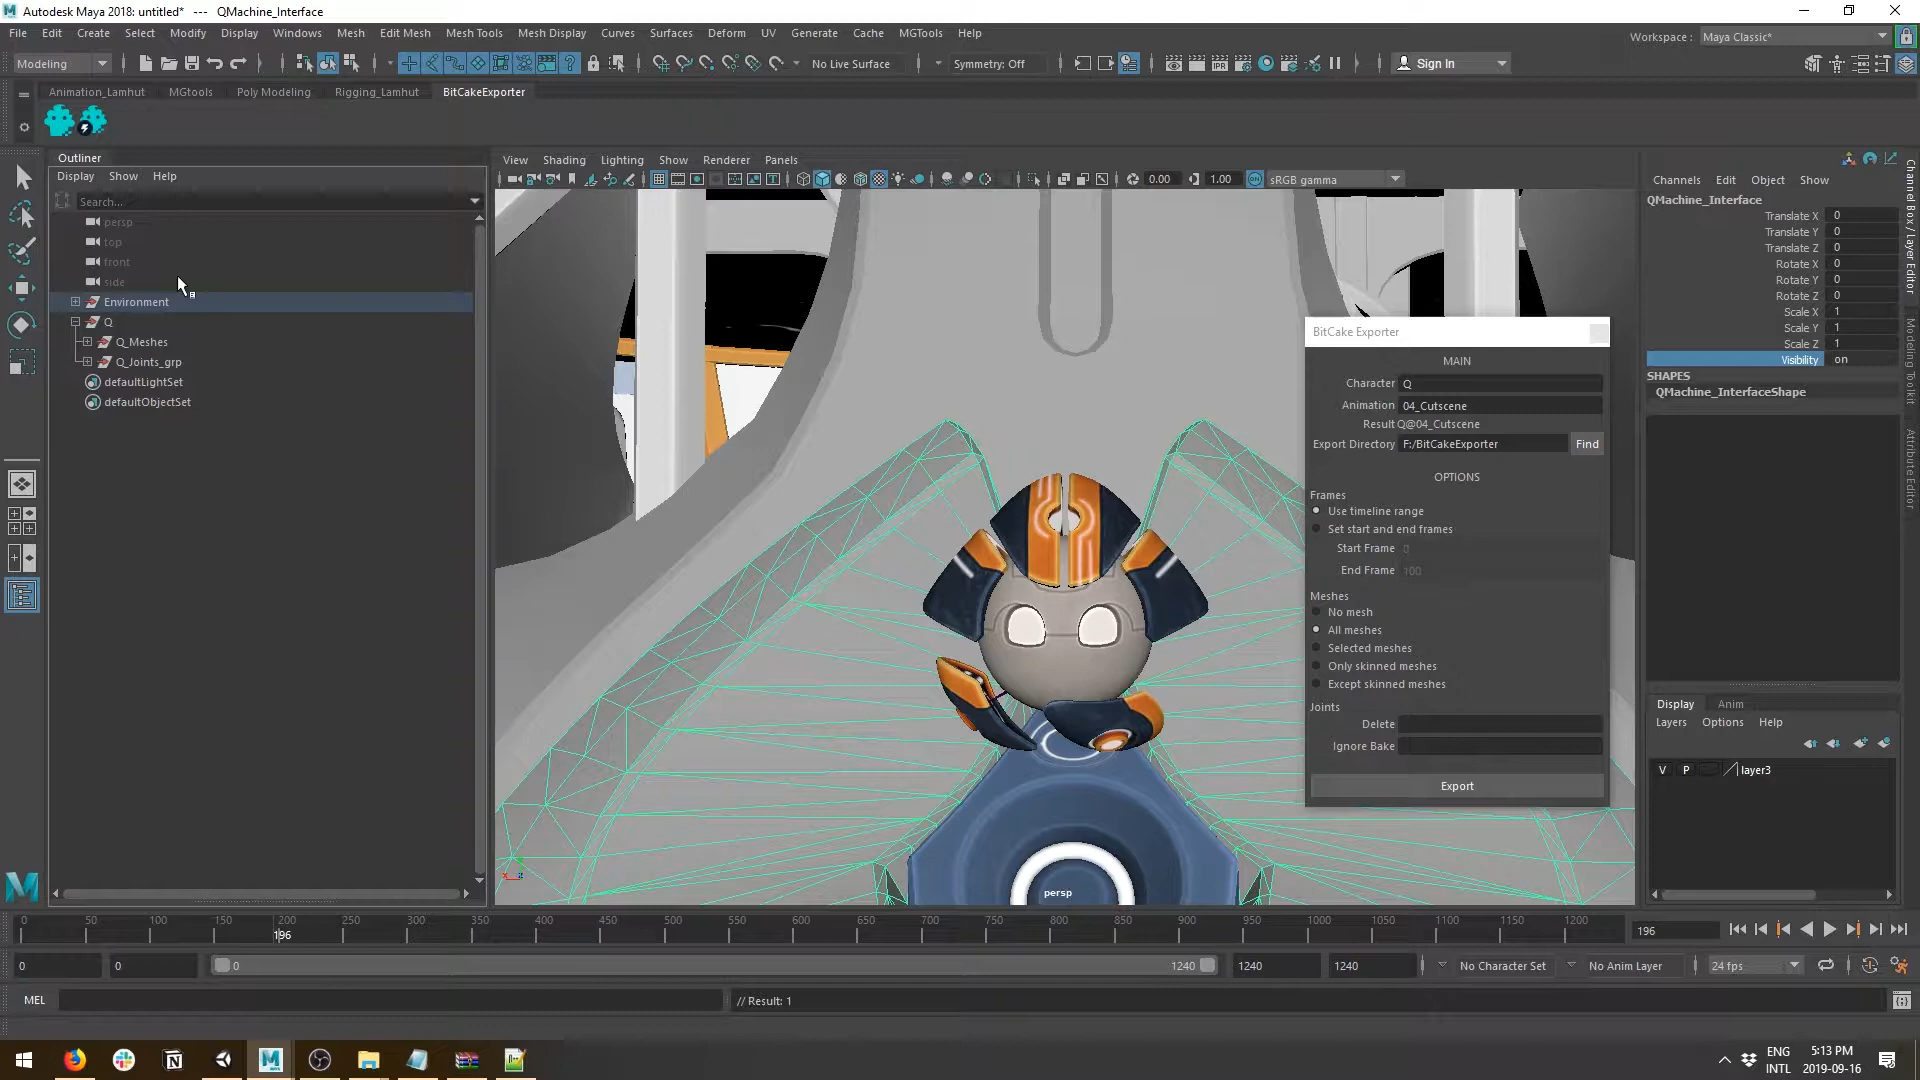 Autodesk Maya 2018: untitled* --- QMachine_Interface
File Edit Create Select Modify Display Windows Mesh Edit Mesh Mesh Tools Mesh Display Curves Surfaces Deform UV Generate Cache MGTools Help
Workspace : Maya Classic*
Modeling No Live Surface Symmetry: Off Sign In
Animation_Lamhut MGtools Poly Modeling Rigging_Lamhut BitCakeExporter
Outliner
Display Show Help
Search...
persp
top
front
side
Environment
Q
Q_Meshes
Q_Joints_grp
defaultLightSet
defaultObjectSet
View Shading Lighting Show Renderer Panels
0.00 1.00 sRGB gamma
persp
BitCake Exporter
MAIN
Character Q
Animation 04_Cutscene
Result Q@04_Cutscene
Export Directory F:/BitCakeExporter Find
OPTIONS
Frames
Use timeline range
Set start and end frames
Start Frame 0
End Frame 100
Meshes
No mesh
All meshes
Selected meshes
Only skinned meshes
Except skinned meshes
Joints
Delete
Ignore Bake
Export
Channels Edit Object Show
QMachine_Interface
Translate X 0
Translate Y 0
Translate Z 0
Rotate X 0
Rotate Y 0
Rotate Z 0
Scale X 1
Scale Y 1
Scale Z 1
Visibility on
SHAPES
QMachine_InterfaceShape
Display Anim
Layers Options Help
V P layer3
Channel Box / Layer Editor
Modeling Toolkit
Attribute Editor
0 50 100 150 200 250 300 350 400 450 500 550 600 650 700 750 800 850 900 950 1000 1050 1100 1150 1200
196
196
0 0 0 1240 1240 1240 No Character Set No Anim Layer 24 fps
MEL // Result: 1
ENG
INTL
5:13 PM
2019-09-16